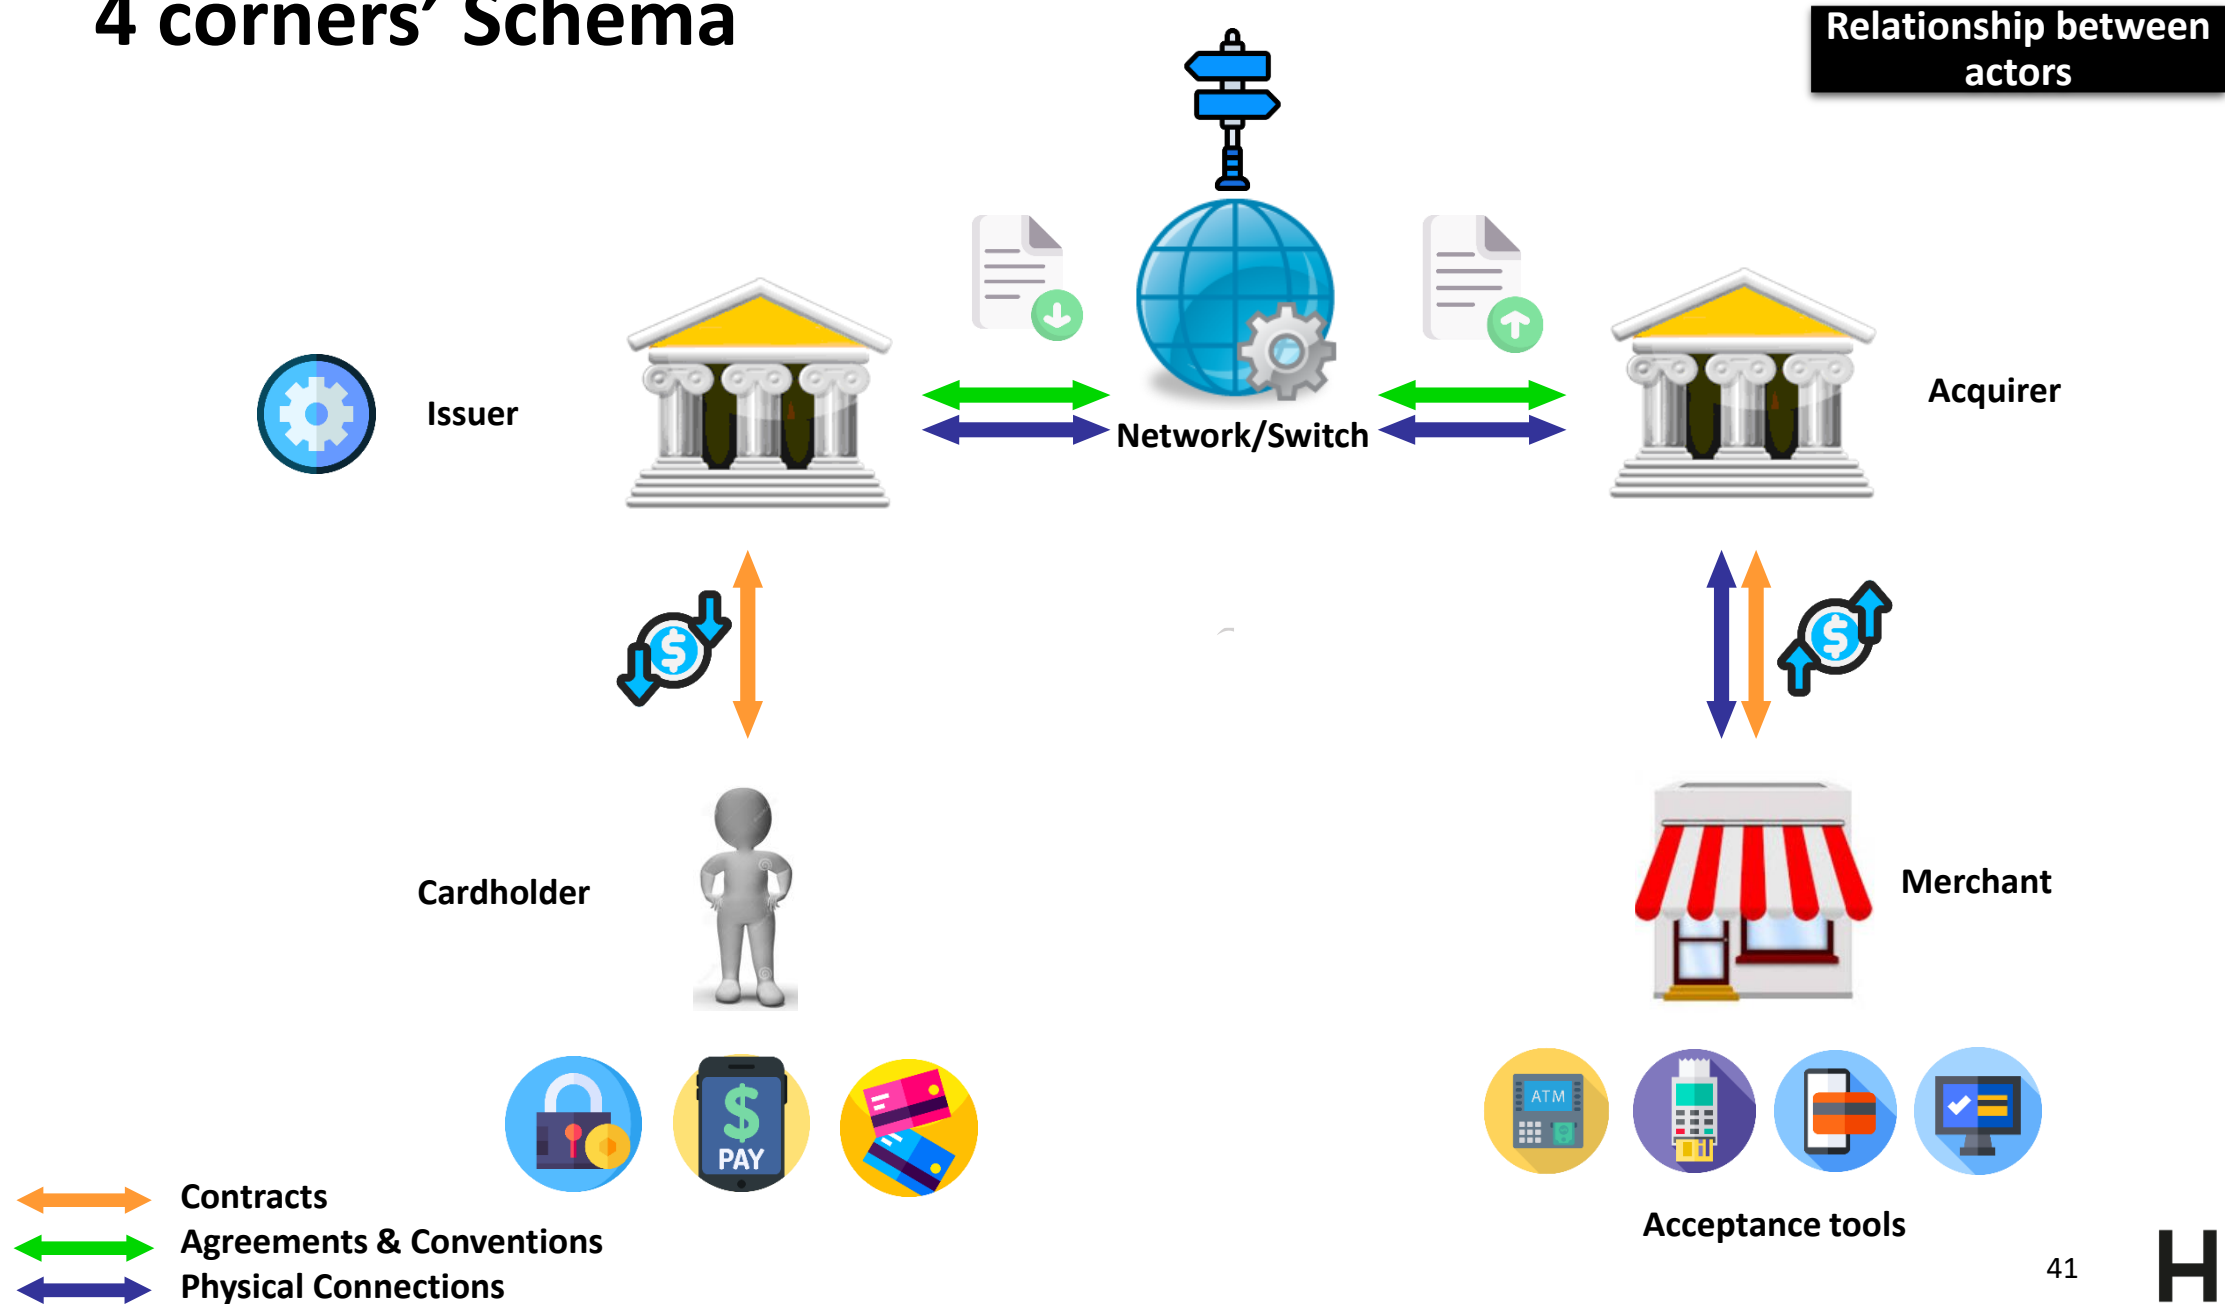 4 corners’ Schema
Relationship between
actors
Issuer
Network/Switch
Acquirer
Cardholder
Merchant
ATM
PAY
Acceptance tools
Contracts
Agreements & Conventions
Physical Connections
41
H